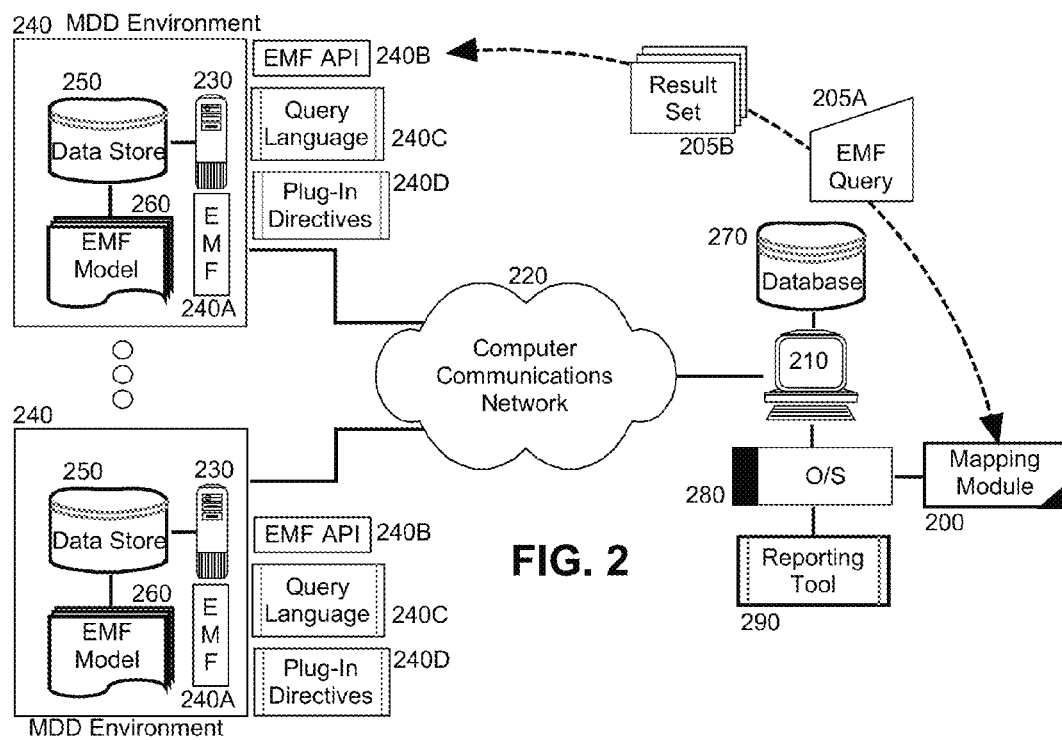 240 MDD Environment
250
230
Data Store
260
EMF
Model
E
M
F
240A
EMF API
240B
Query
Language
240C
Plug-In
Directives
240D
Result
Set
205B
205A
EMF
Query
270
Database
210
220
Computer
Communications
Network
280
O/S
Mapping
Module
200
Reporting
Tool
290
FIG. 2
240
250
230
Data Store
260
EMF
Model
E
M
F
240A
MDD Environment
EMF API
240B
Query
Language
240C
Plug-In
Directives
240D